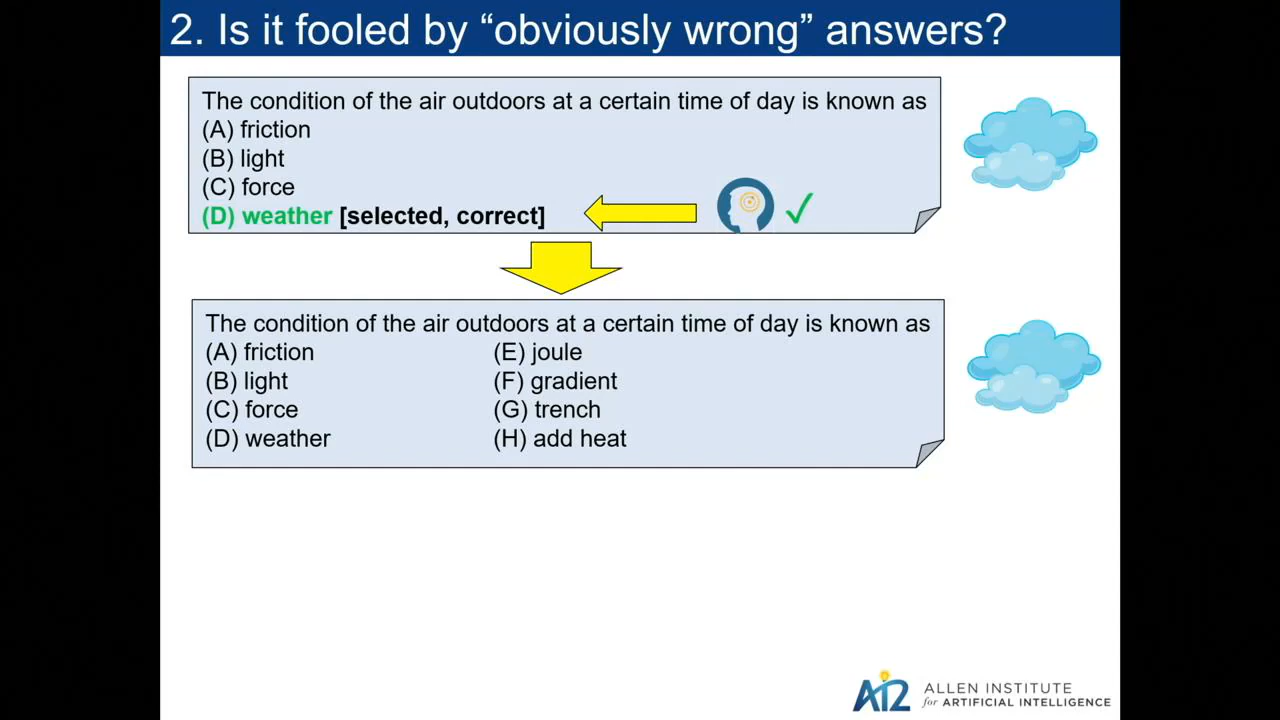 2. Is it fooled by “obviously wrong” answers?
The condition of the air outdoors at a certain time of day is known as
(A) friction
(B) light
(C) force
(D) weather [selected, correct]
The condition of the air outdoors at a certain time of day is known as
(A) friction
(B) light
(C) force
(D) weather
(E) joule
(F) gradient
(G) trench
(H) add heat
AI2
ALLEN INSTITUTE
for ARTIFICIAL INTELLIGENCE